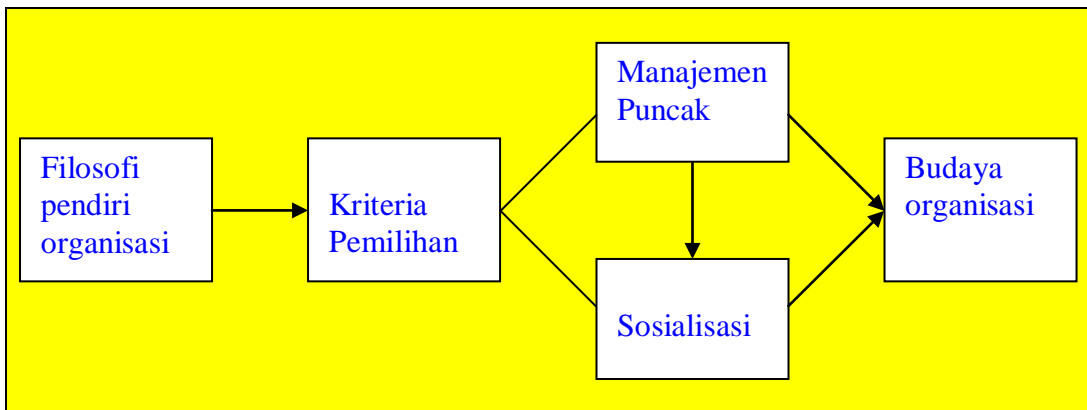 Filosofi
pendiri
organisasi
Kriteria
Pemilihan
Manajemen
Puncak
Sosialisasi
Budaya
organisasi